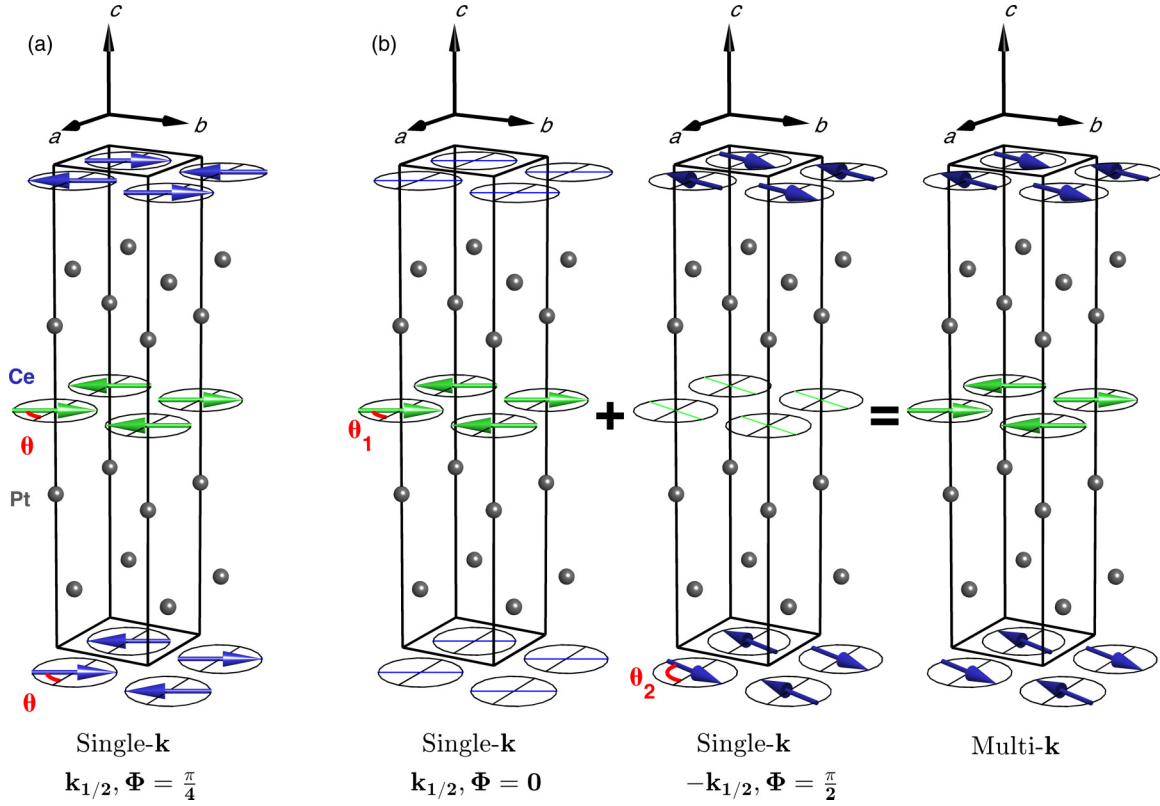 (a)
c
a
b
(b)
c
a
b
c
a
b
c
a
b
Ce
θ
Pt
θ
θ₁
+
θ₂
=
Single-k
k₁/₂, Φ = π/4
Single-k
k₁/₂, Φ = 0
Single-k
−k₁/₂, Φ = π/2
Multi-k